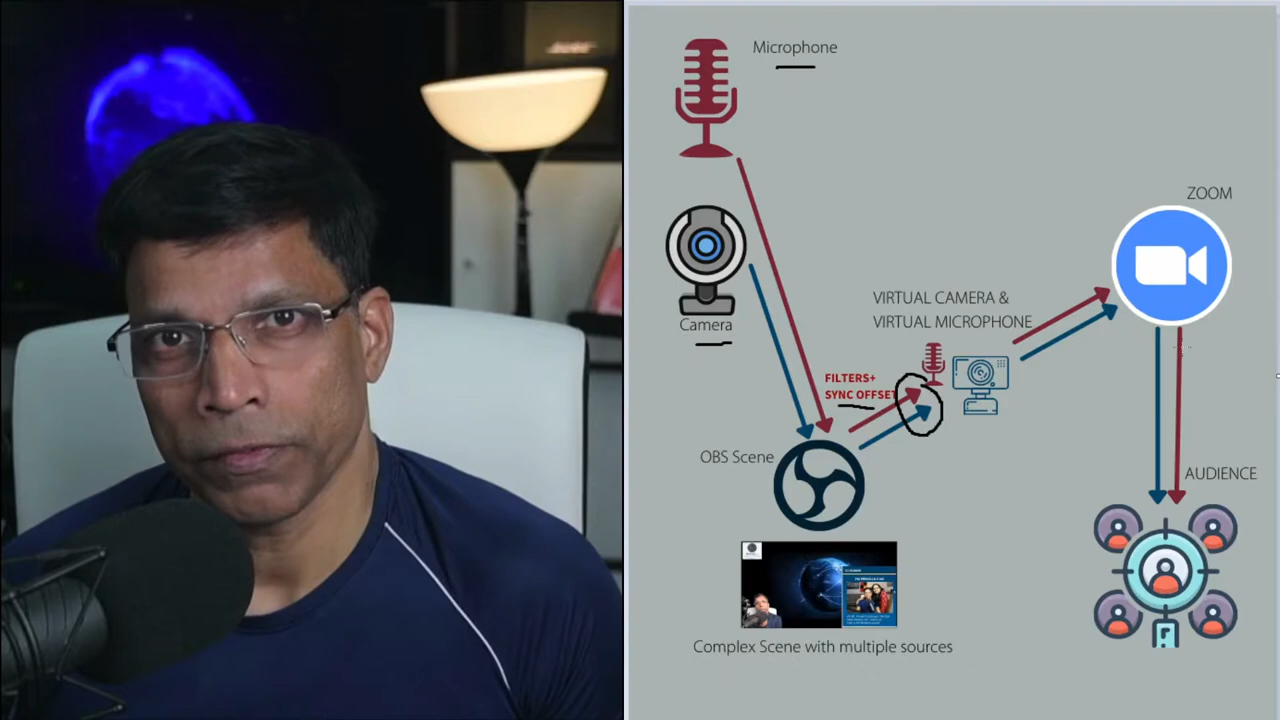 Microphone
ZOOM
VIRTUAL CAMERA &
VIRTUAL MICROPHONE
Camera
FILTERS+
SYNC OFFSET
OBS Scene
AUDIENCE
Complex Scene with multiple sources